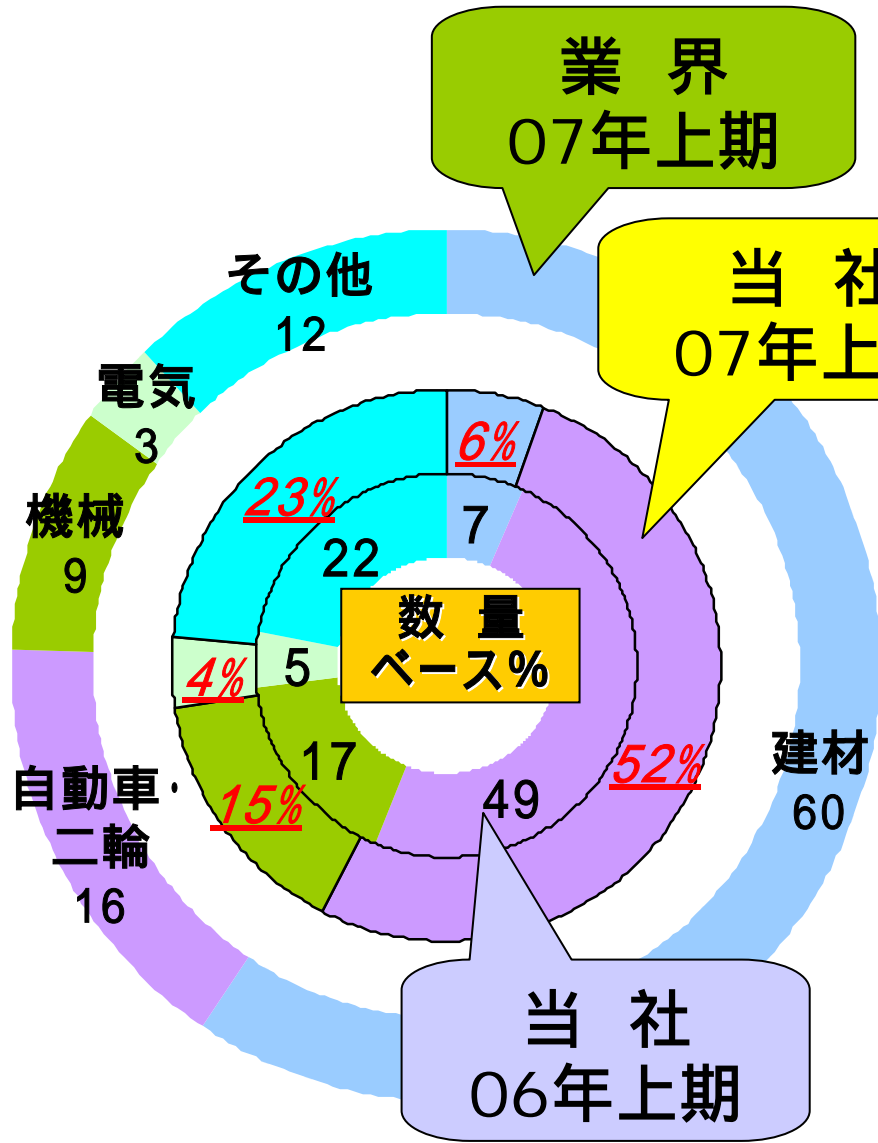 業 界
07年上期
当 社
07年上
その他
12
電気
3
機械
9
自動車・
二輪
16
建材
60
6%
23%
4%
15%
52%
7
22
5
17
49
数 量
ベース%
当 社
06年上期